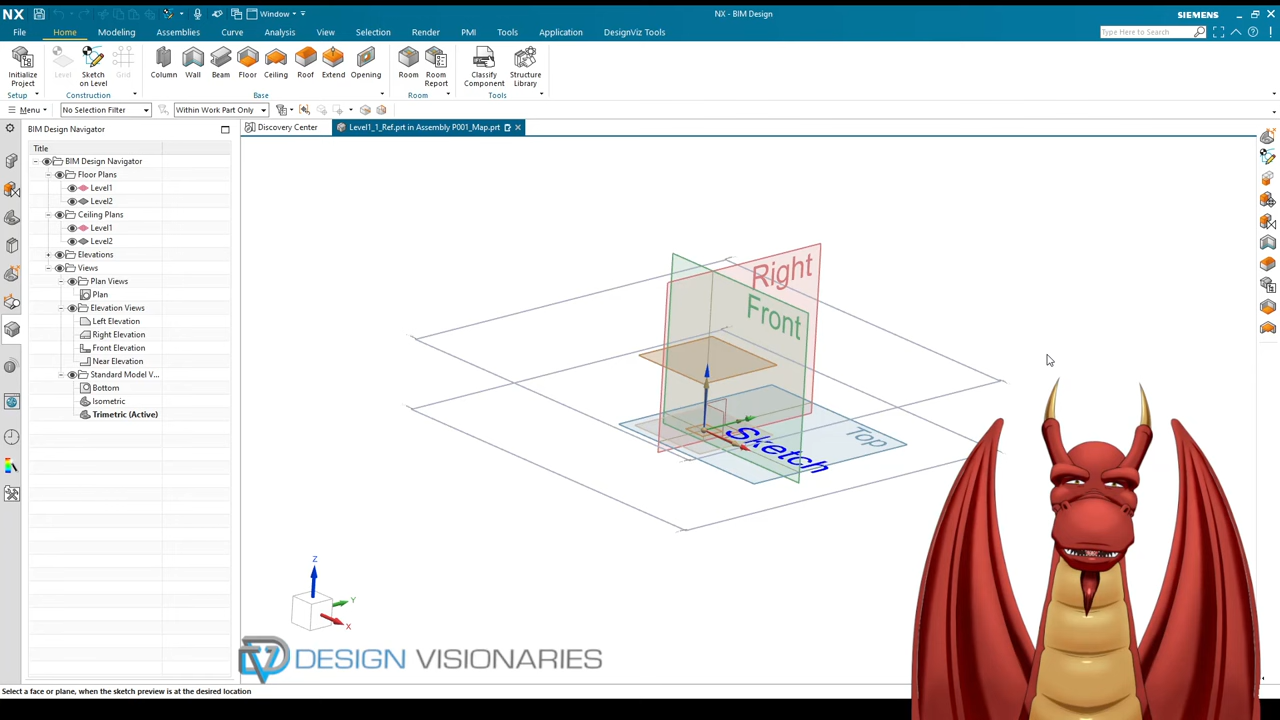 NX
Window
NX - BIM Design
SIEMENS
File Home Modeling Assemblies Curve Analysis View Selection Render PMI Tools Application DesignViz Tools
Type Here to Search
Initialize Project
Level
Sketch on Level
Grid
Column
Wall
Beam
Floor
Ceiling
Roof
Extend
Opening
Room
Room Report
Classify Component
Structure Library
Setup
Construction
Base
Room
Tools
Menu
No Selection Filter
Within Work Part Only
BIM Design Navigator
Discovery Center
Level1_1_Ref.prt in Assembly P001_Map.prt
Title
BIM Design Navigator
Floor Plans
Level1
Level2
Ceiling Plans
Level1
Level2
Elevations
Views
Plan Views
Plan
Elevation Views
Left Elevation
Right Elevation
Front Elevation
Near Elevation
Standard Model V...
Bottom
Isometric
Trimetric (Active)
Right
Front
Sketch
Top
Z
Y
X
DV DESIGN VISIONARIES
Select a face or plane, when the sketch preview is at the desired location